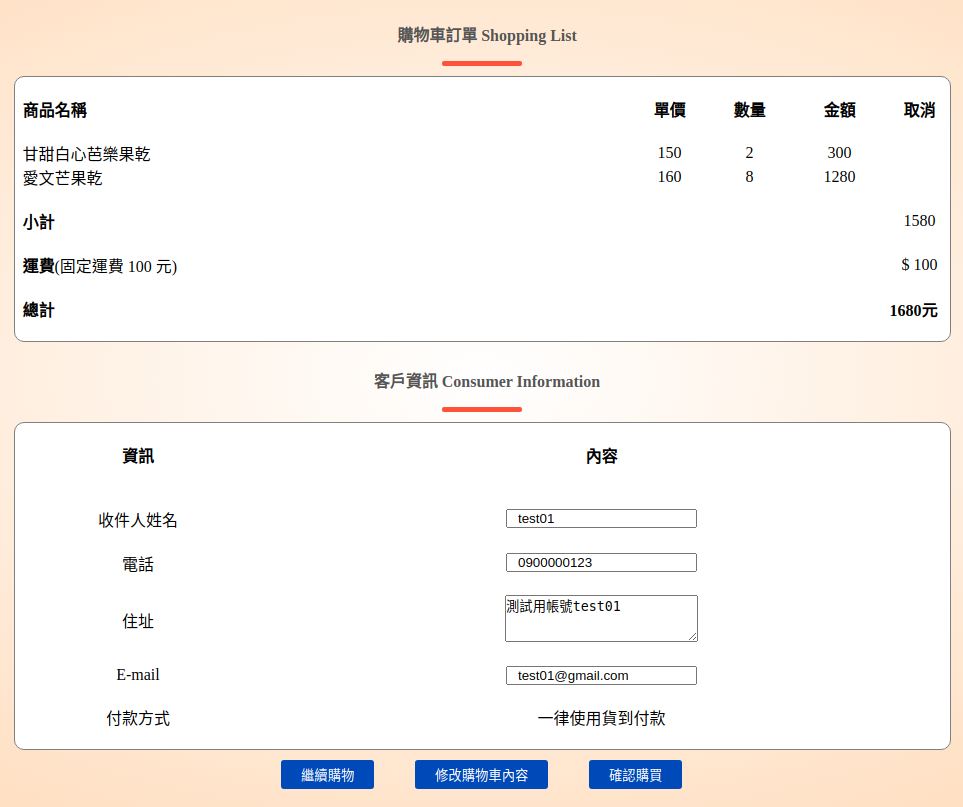 購物車訂單 Shopping List
商品名稱 單價 數量 金額 取消
甘甜白心芭樂果乾 150 2 300
愛文芒果乾 160 8 1280
小計 1580
運費(固定運費 100 元) $ 100
總計 1680元
客戶資訊 Consumer Information
資訊 內容
收件人姓名 test01
電話 0900000123
住址 測試用帳號test01
E-mail test01@gmail.com
付款方式 一律使用貨到付款
繼續購物 修改購物車內容 確認購買